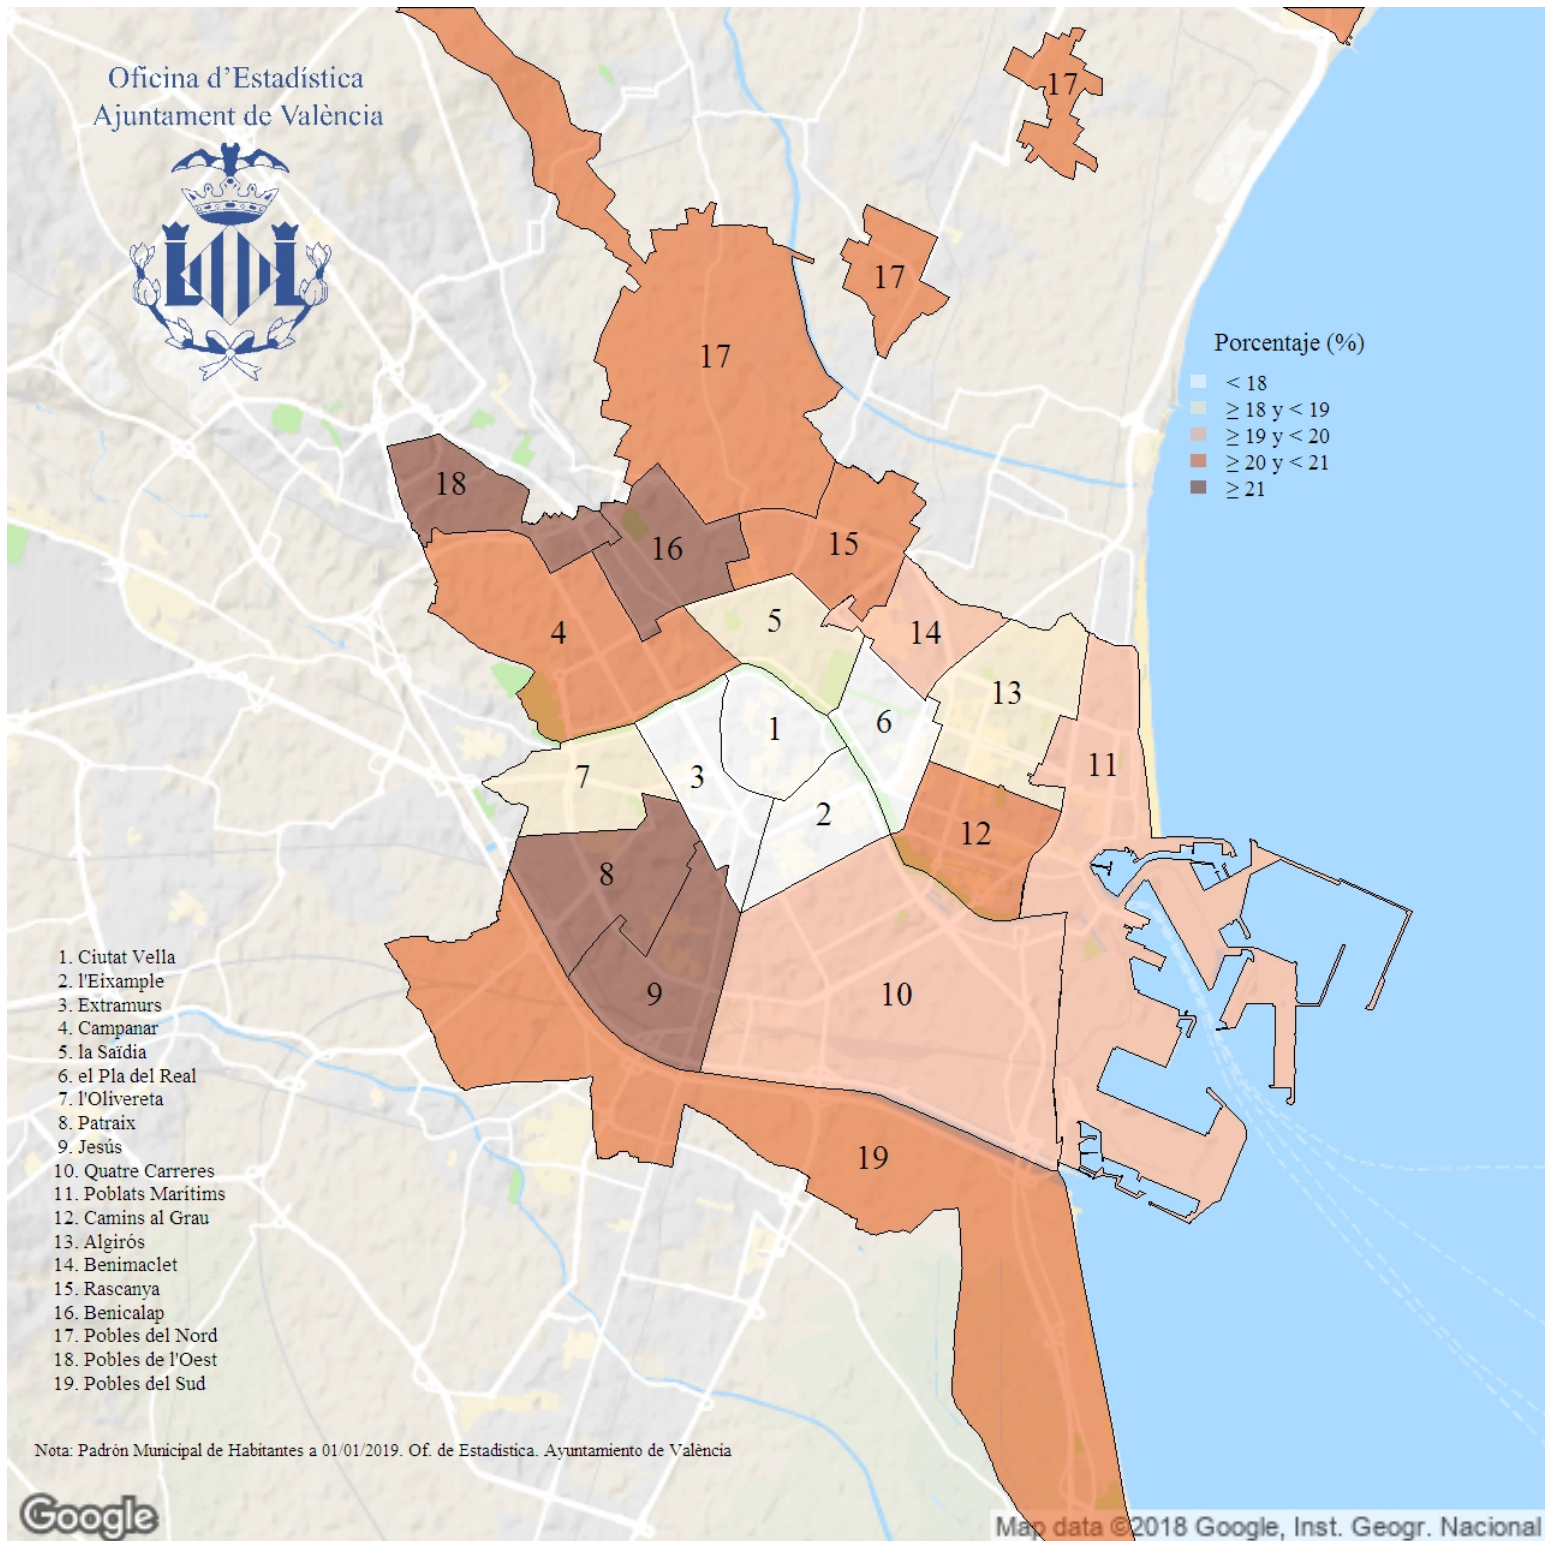 Oficina d'Estadística
Ajuntament de València
17
17
17
Porcentaje (%)
< 18
≥ 18 y < 19
≥ 19 y < 20
≥ 20 y < 21
≥ 21
18
16
15
5
4
14
13
1
6
3
7
11
2
12
8
9
10
19
1. Ciutat Vella
2. l'Eixample
3. Extramurs
4. Campanar
5. la Saïdia
6. el Pla del Real
7. l'Olivereta
8. Patraix
9. Jesús
10. Quatre Carreres
11. Poblats Marítims
12. Camins al Grau
13. Algirós
14. Benimaclet
15. Rascanya
16. Benicalap
17. Pobles del Nord
18. Pobles de l'Oest
19. Pobles del Sud
Nota: Padrón Municipal de Habitantes a 01/01/2019. Of. de Estadística. Ayuntamiento de València
Google
Map data ©2018 Google, Inst. Geogr. Nacional